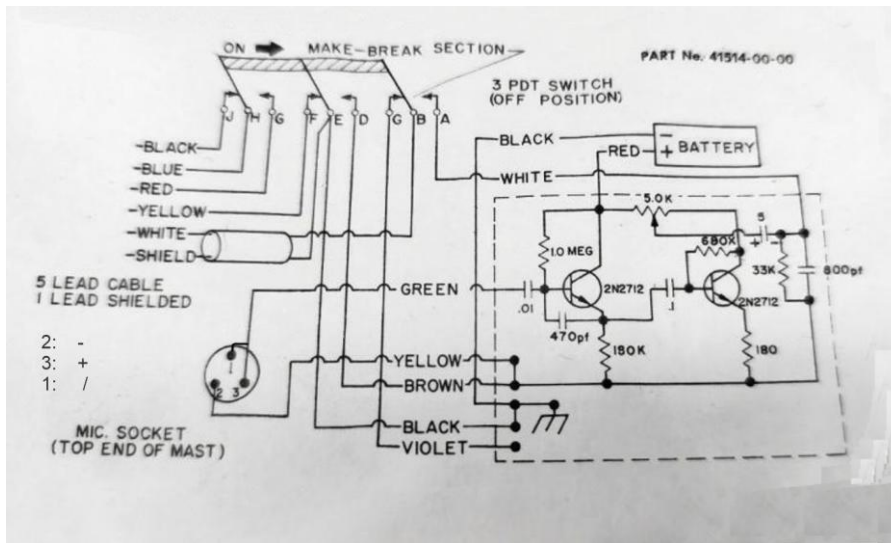 ON MAKE-BREAK SECTION
PART No. 41514-00-00
3 PDT SWITCH
(OFF POSITION)
J H G F E D G B A
BLACK
BLUE
RED
YELLOW
WHITE
SHIELD
5 LEAD CABLE
1 LEAD SHIELDED
2: -
3: +
1: /
1
2 3
MIC. SOCKET
(TOP END OF MAST)
BLACK
RED
- 
+ BATTERY
WHITE
GREEN
YELLOW
BROWN
BLACK
VIOLET
5.0K
5
+ -
680K
1.0 MEG
33K
800pf
2N2712
2N2712
.01
.1
470pf
180K
180